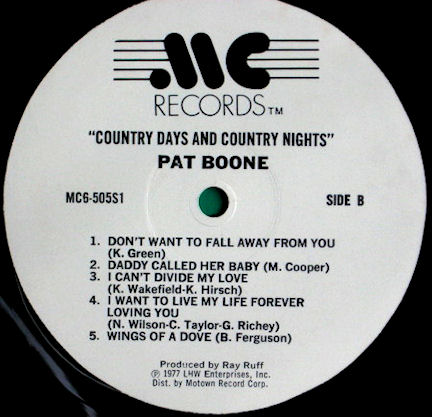 MC
RECORDS TM
"COUNTRY DAYS AND COUNTRY NIGHTS"
PAT BOONE
MC6-505S1
SIDE B
1. DON'T WANT TO FALL AWAY FROM YOU
(K. Green)
2. DADDY CALLED HER BABY (M. Cooper)
3. I CAN'T DIVIDE MY LOVE
(K. Wakefield-K. Hirsch)
4. I WANT TO LIVE MY LIFE FOREVER
LOVING YOU
(N. Wilson-C. Taylor-G. Richey)
5. WINGS OF A DOVE (B. Ferguson)
Produced by Ray Ruff
Ⓟ 1977 LHW Enterprises, Inc.
Dist. by Motown Record Corp.